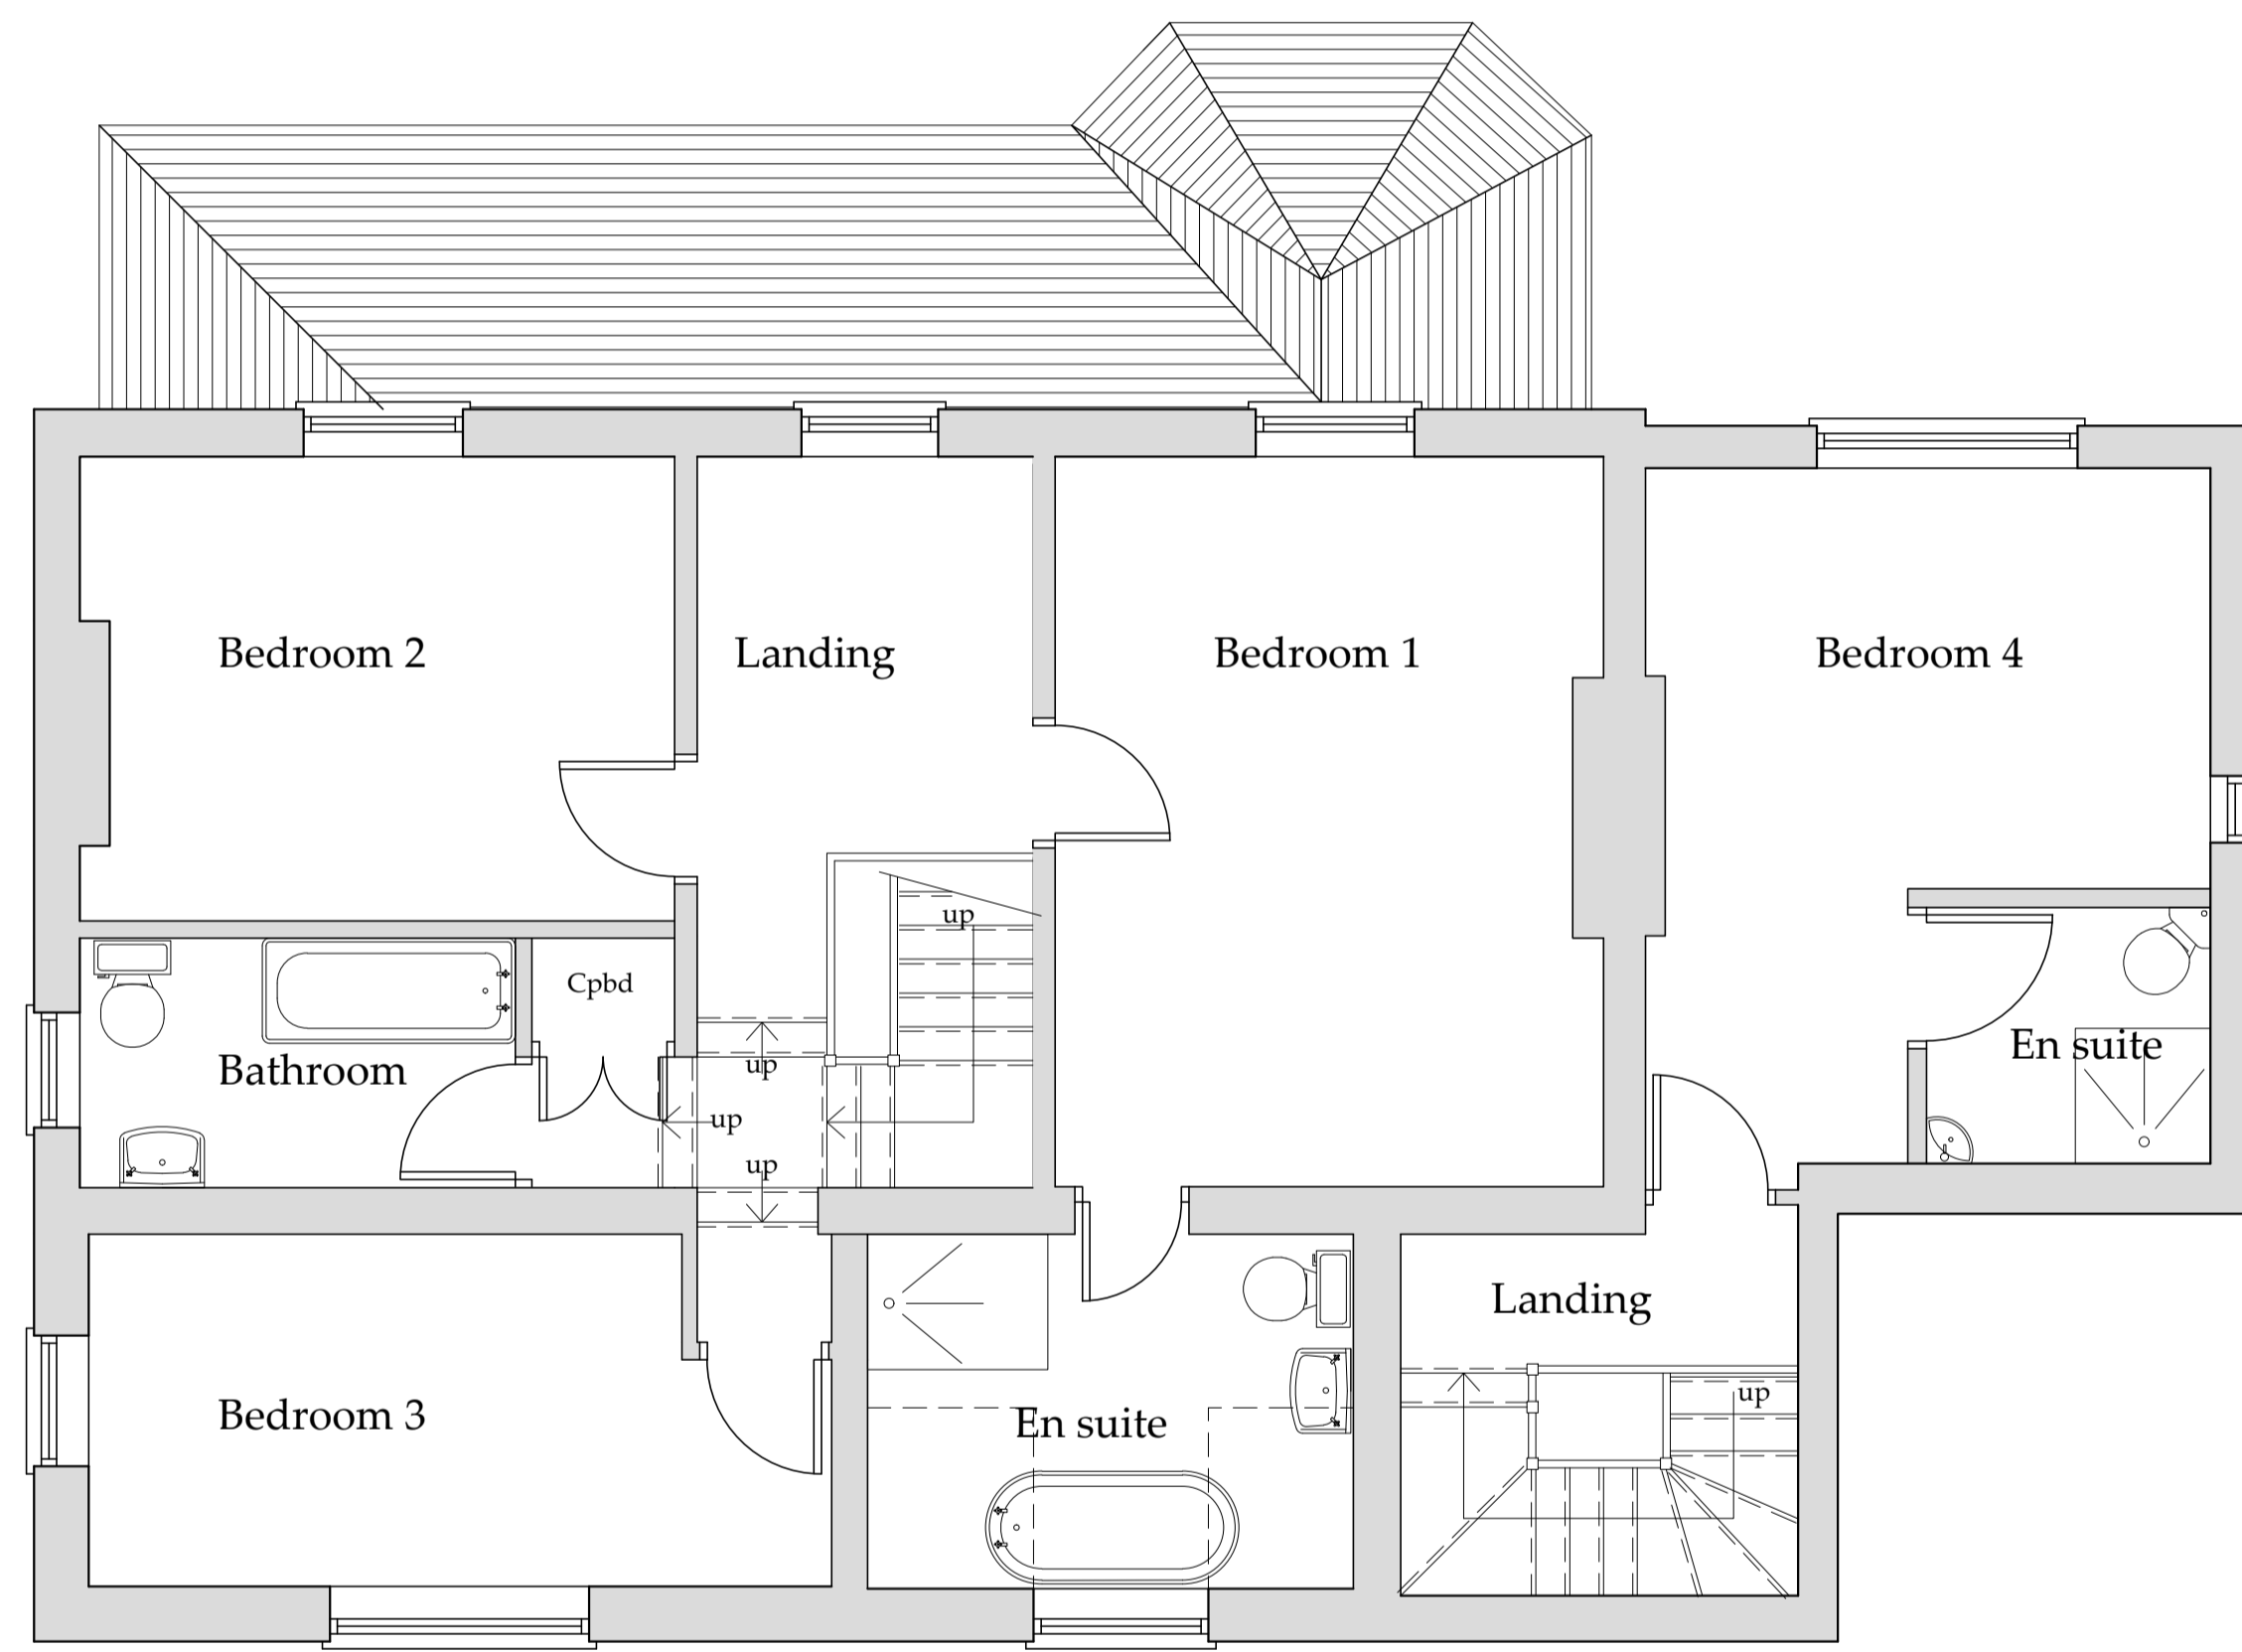 Bedroom 2
Landing
Bedroom 1
Bedroom 4
up
Cpbd
En suite
Bathroom
up
up
up
Landing
up
Bedroom 3
En suite